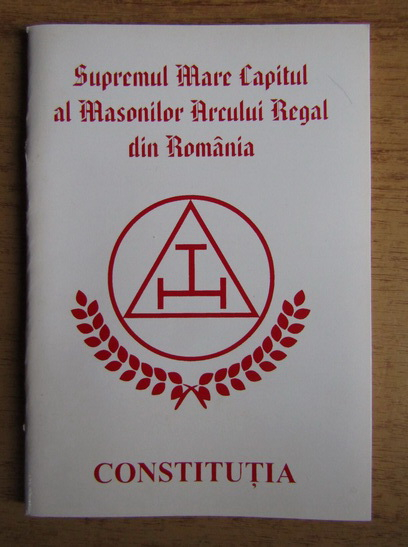 Supremul Mare Capitul
al Masonilor Arcului Regal
din România
CONSTITUȚIA